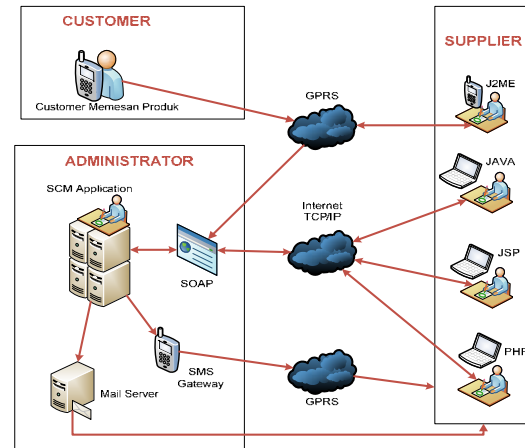 CUSTOMER
Customer Memesan Produk
GPRS
SUPPLIER
J2ME
ADMINISTRATOR
SCM Application
SOAP
Internet
TCP/IP
JAVA
JSP
SMS
Gateway
Mail Server
GPRS
PHP